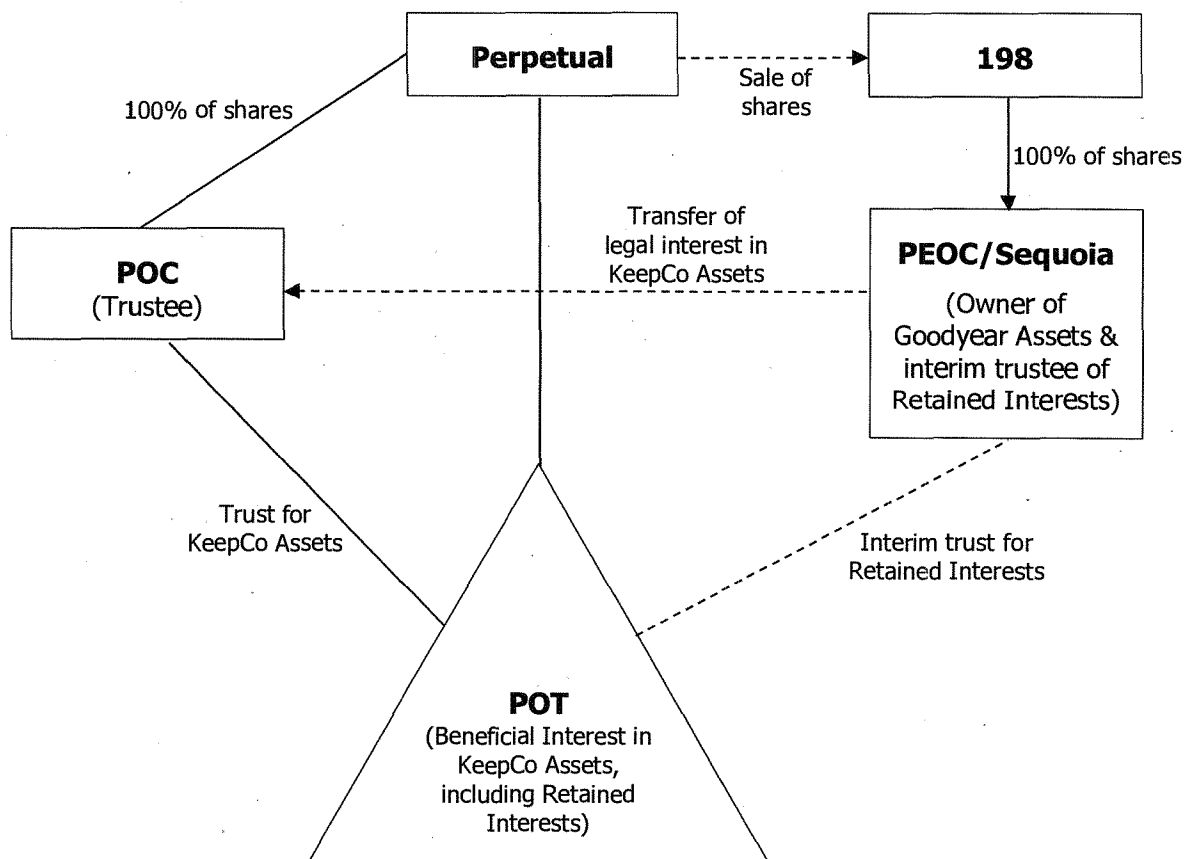 Perpetual
198
Sale of
shares
100% of shares
100% of shares
Transfer of
legal interest in
KeepCo Assets
POC
(Trustee)
PEOC/Sequoia
(Owner of
Goodyear Assets &
interim trustee of
Retained Interests)
Trust for
KeepCo Assets
Interim trust for
Retained Interests
POT
(Beneficial Interest in
KeepCo Assets,
including Retained
Interests)